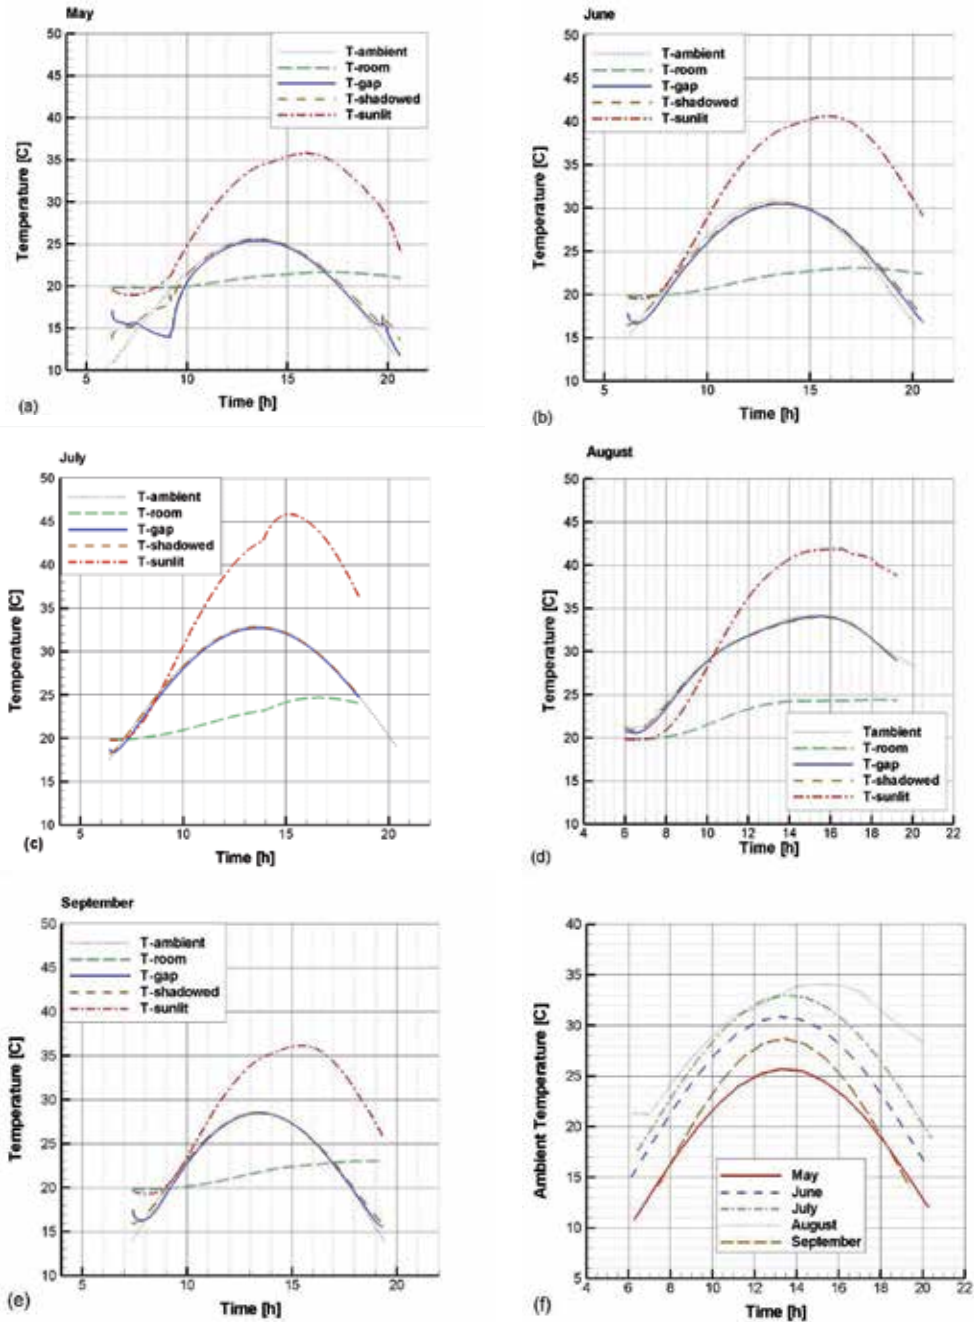 May
50
45
40
35
30
25
20
15
10
Temperature [C]
T-ambient
T-room
T-gap
T-shadowed
T-sunlit
5 10 15 20
Time [h]
(a)
June
50
45
40
35
30
25
20
15
10
Temperature [C]
T-ambient
T-room
T-gap
T-shadowed
T-sunlit
5 10 15 20
Time [h]
(b)
July
50
45
40
35
30
25
20
15
10
Temperature [C]
T-ambient
T-room
T-gap
T-shadowed
T-sunlit
5 10 15 20
Time [h]
(c)
August
50
45
40
35
30
25
20
15
10
Temperature [C]
Tambient
T-room
T-gap
T-shadowed
T-sunlit
4 6 8 10 12 14 16 18 20 22
Time [h]
(d)
September
50
45
40
35
30
25
20
15
10
Temperature [C]
T-ambient
T-room
T-gap
T-shadowed
T-sunlit
5 10 15 20
Time [h]
(e)
40
35
30
25
20
15
10
5
Ambient Temperature [C]
May
June
July
August
September
4 6 8 10 12 14 16 18 20 22
Time [h]
(f)